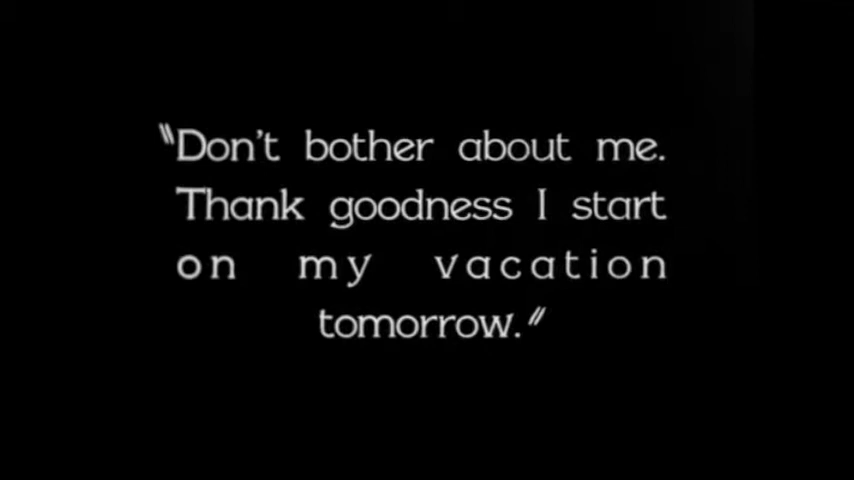 "Don't bother about me.
Thank goodness I start
on my vacation
tomorrow."